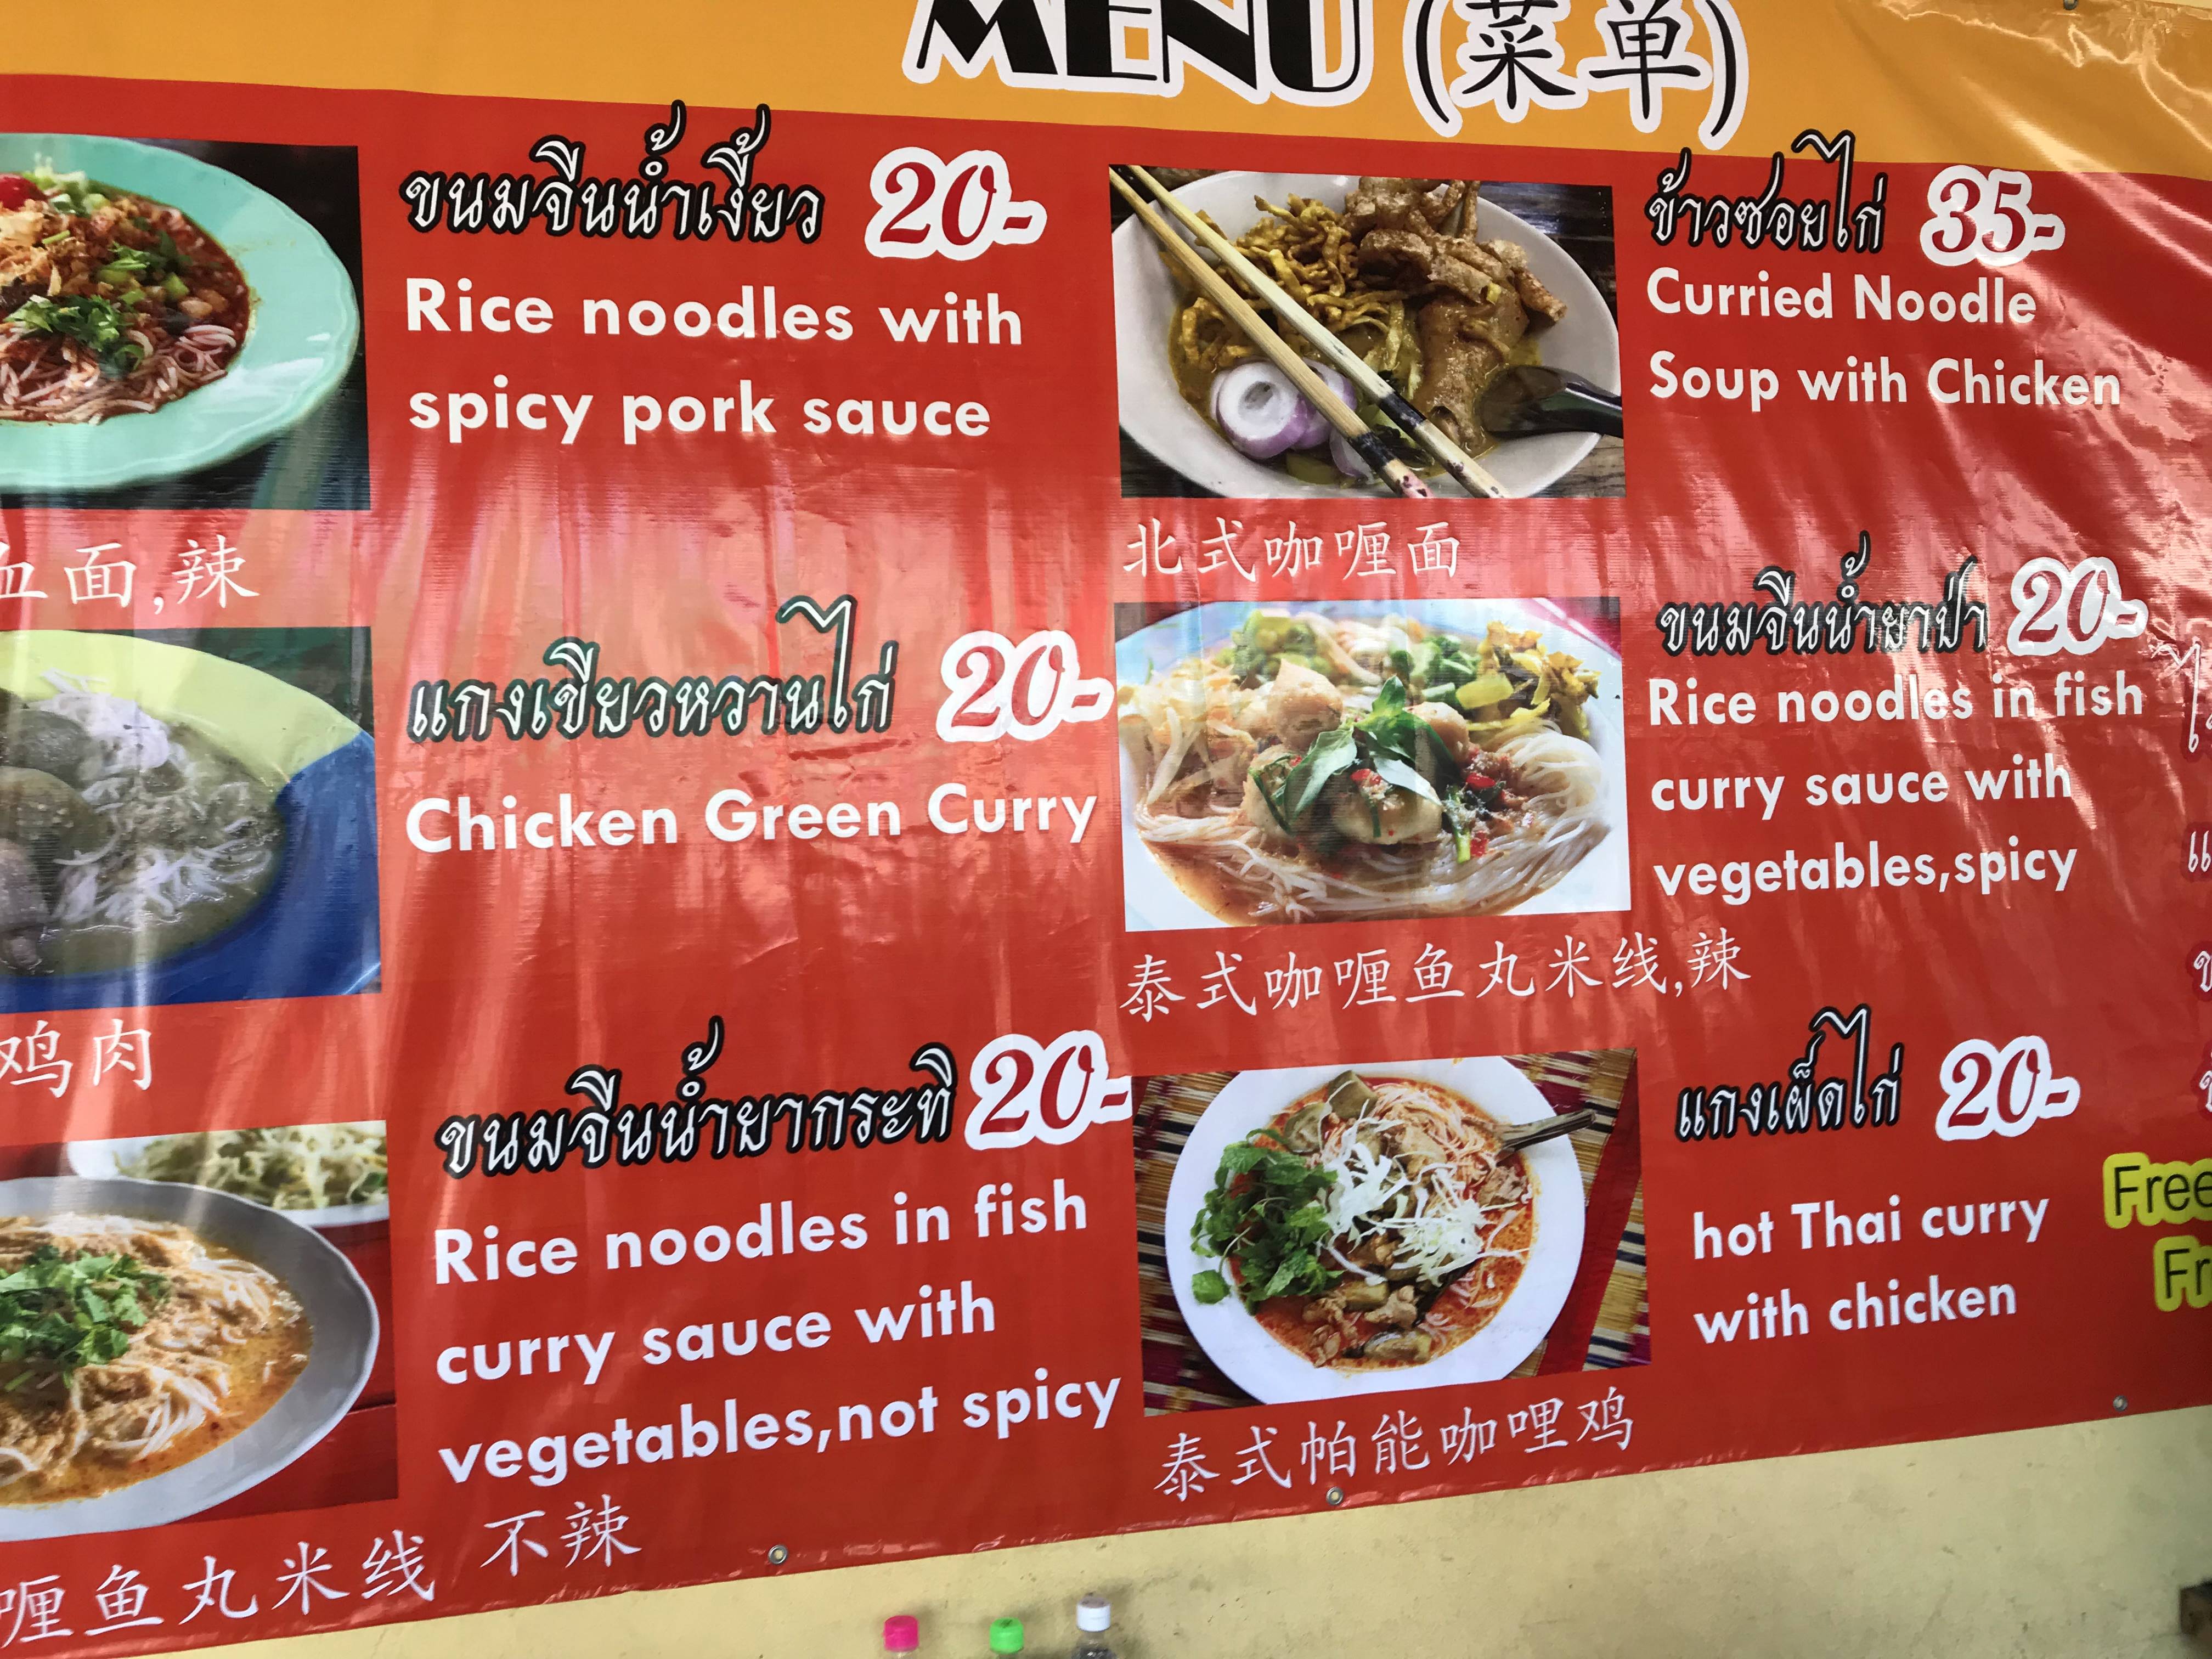 MENU (菜单)
ขนมจีนน้ำเงี้ยว 20-
Rice noodles with
spicy pork sauce
血面,辣
แกงเขียวหวานไก่ 20-
Chicken Green Curry
鸡肉
ขนมจีนน้ำยากระทิ 20-
Rice noodles in fish
curry sauce with
vegetables,not spicy
喱鱼丸米线 不辣
ข้าวซอยไก่ 35-
Curried Noodle
Soup with Chicken
北式咖喱面
ขนมจีนน้ำยาป่า 20-
Rice noodles in fish
curry sauce with
vegetables,spicy
泰式咖喱鱼丸米线,辣
แกงเผ็ดไก่ 20-
hot Thai curry
with chicken
泰式帕能咖哩鸡
Free